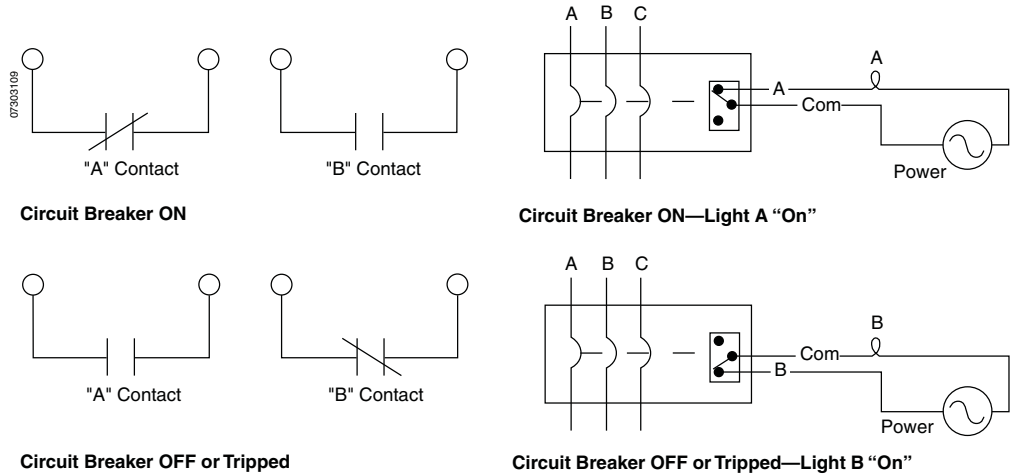 A B C
A
07303109
A
Com
"A" Contact
"B" Contact
Power
Circuit Breaker ON
Circuit Breaker ON—Light A “On”
A B C
B
Com
B
"A" Contact
"B" Contact
Power
Circuit Breaker OFF or Tripped
Circuit Breaker OFF or Tripped—Light B “On”